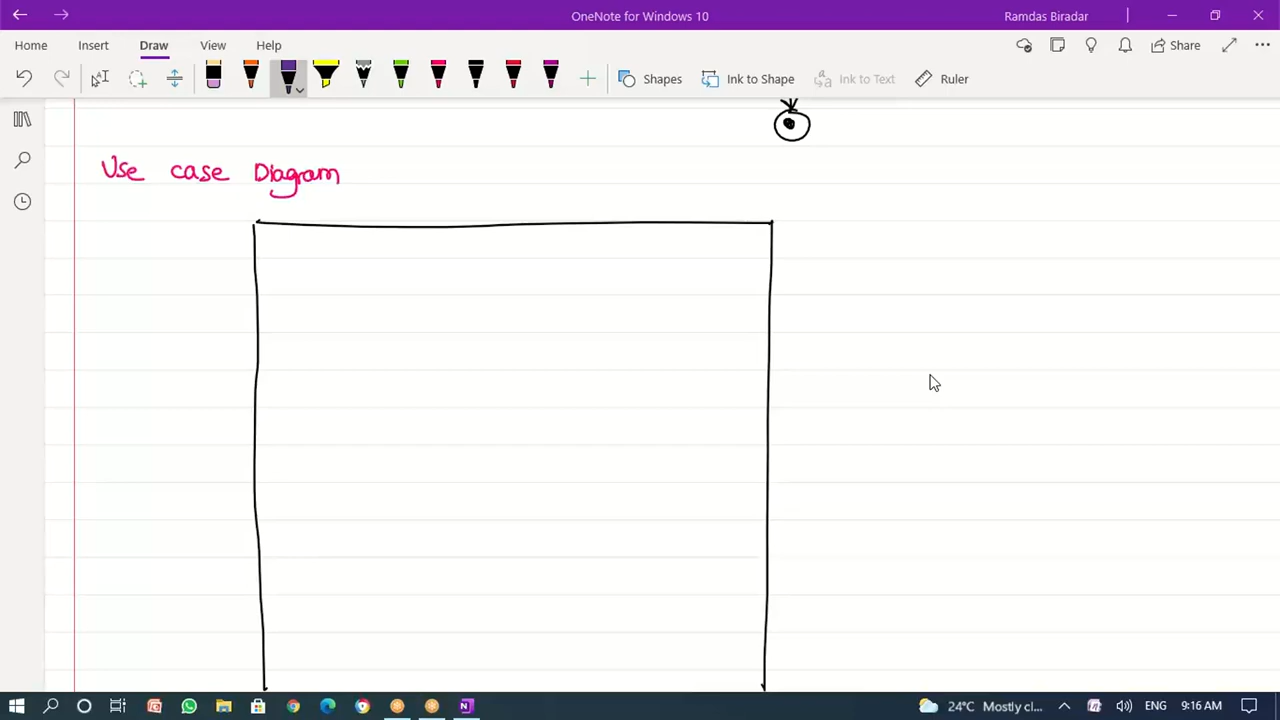 OneNote for Windows 10
Ramdas Biradar
Home Insert Draw View Help
Share
Shapes
Ink to Shape
Ink to Text
Ruler
Use case Diagram
24°C Mostly cl...
ENG
9:16 AM